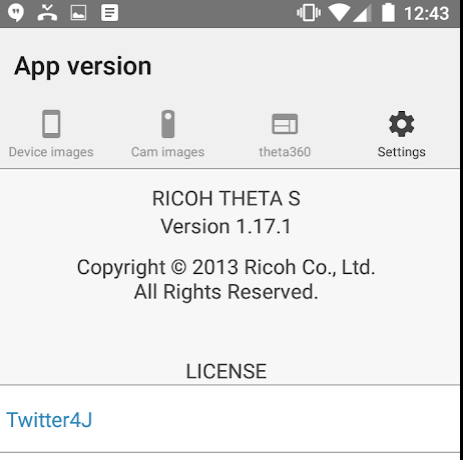 12:43
App version
Device images Cam images theta360 Settings
RICOH THETA S
Version 1.17.1
Copyright © 2013 Ricoh Co., Ltd.
All Rights Reserved.
LICENSE
Twitter4J